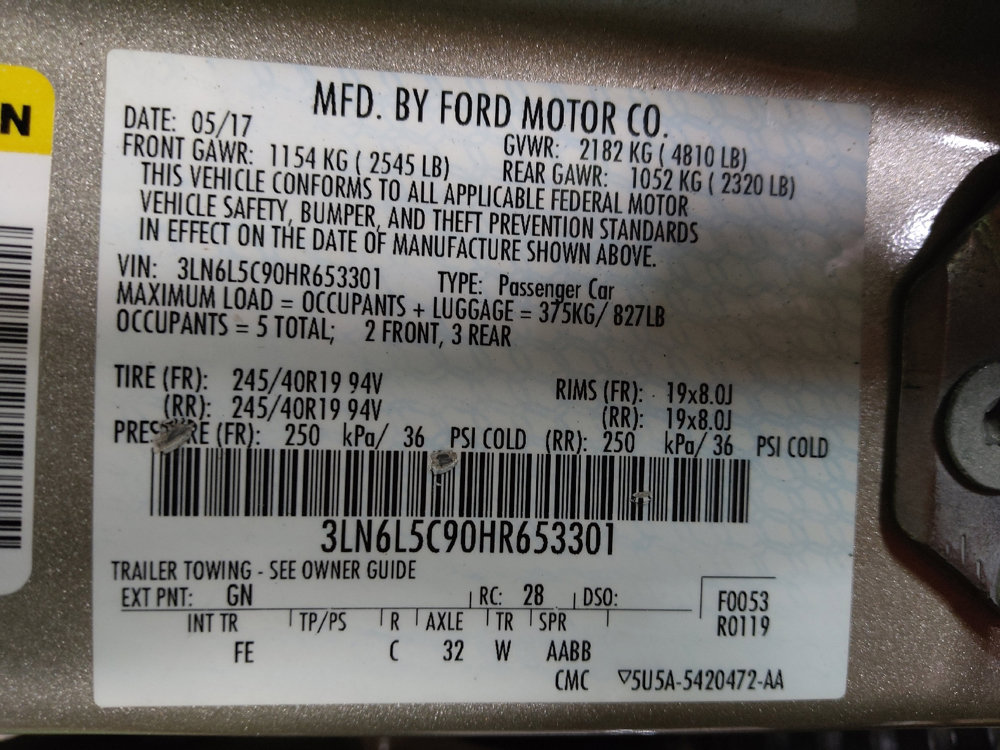 N
MFD. BY FORD MOTOR CO.
DATE: 05/17 GVWR: 2182 KG ( 4810 LB)
FRONT GAWR: 1154 KG ( 2545 LB) REAR GAWR: 1052 KG ( 2320 LB)
THIS VEHICLE CONFORMS TO ALL APPLICABLE FEDERAL MOTOR
VEHICLE SAFETY, BUMPER, AND THEFT PREVENTION STANDARDS
IN EFFECT ON THE DATE OF MANUFACTURE SHOWN ABOVE.
VIN: 3LN6L5C90HR653301 TYPE: Passenger Car
MAXIMUM LOAD = OCCUPANTS + LUGGAGE = 375KG/ 827LB
OCCUPANTS = 5 TOTAL; 2 FRONT, 3 REAR
TIRE (FR): 245/40R19 94V RIMS (FR): 19x8.0J
(RR): 245/40R19 94V (RR): 19x8.0J
PRESSURE (FR): 250 kPa/ 36 PSI COLD (RR): 250 kPa/ 36 PSI COLD
3LN6L5C90HR653301
TRAILER TOWING - SEE OWNER GUIDE
EXT PNT: GN RC: 28 DSO: F0053
INT TR TP/PS R AXLE TR SPR R0119
FE C 32 W AABB
CMC ▽5U5A-5420472-AA